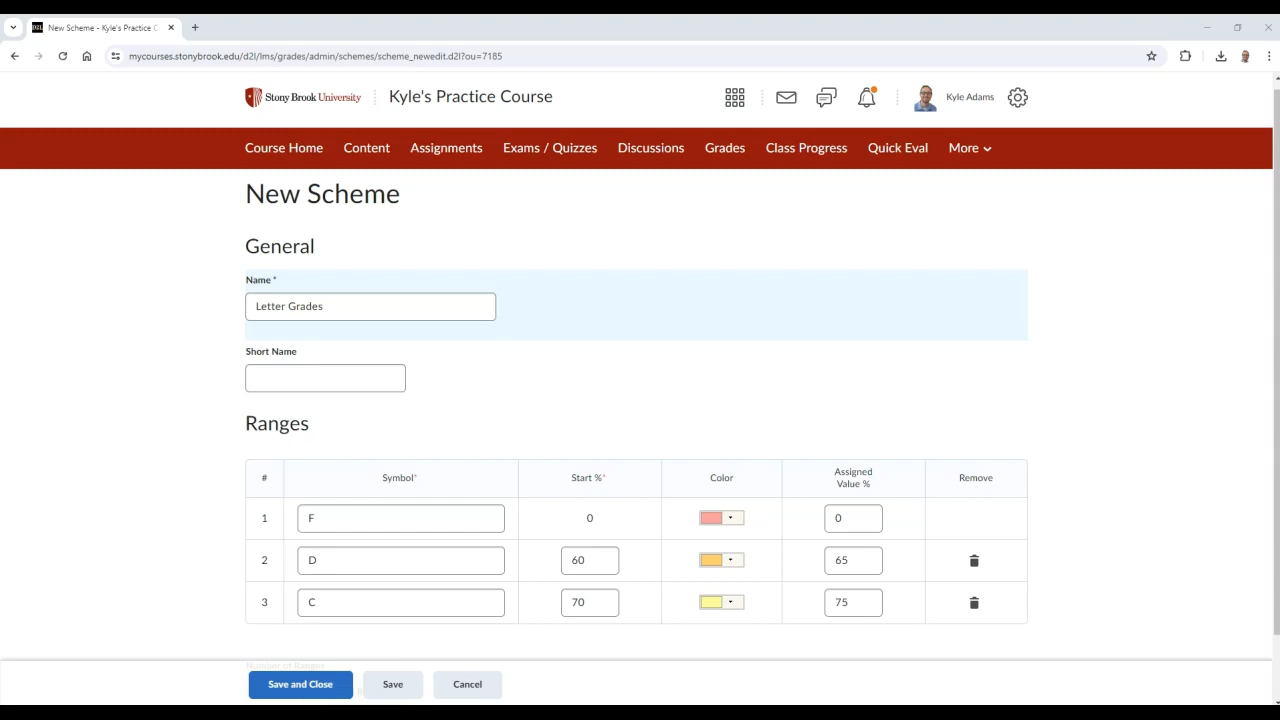 New Scheme - Kyle's Practice C
mycourses.stonybrook.edu/d2l/lms/grades/admin/schemes/scheme_newedit.d2l?ou=7185
Stony Brook University
Kyle's Practice Course
Kyle Adams
Course Home Content Assignments Exams / Quizzes Discussions Grades Class Progress Quick Eval More
New Scheme
General
Name *
Letter Grades
Short Name
Ranges
# Symbol* Start %* Color Assigned Value % Remove
1 F 0 0
2 D 60 65
3 C 70 75
Number of Ranges
Save and Close Save Cancel